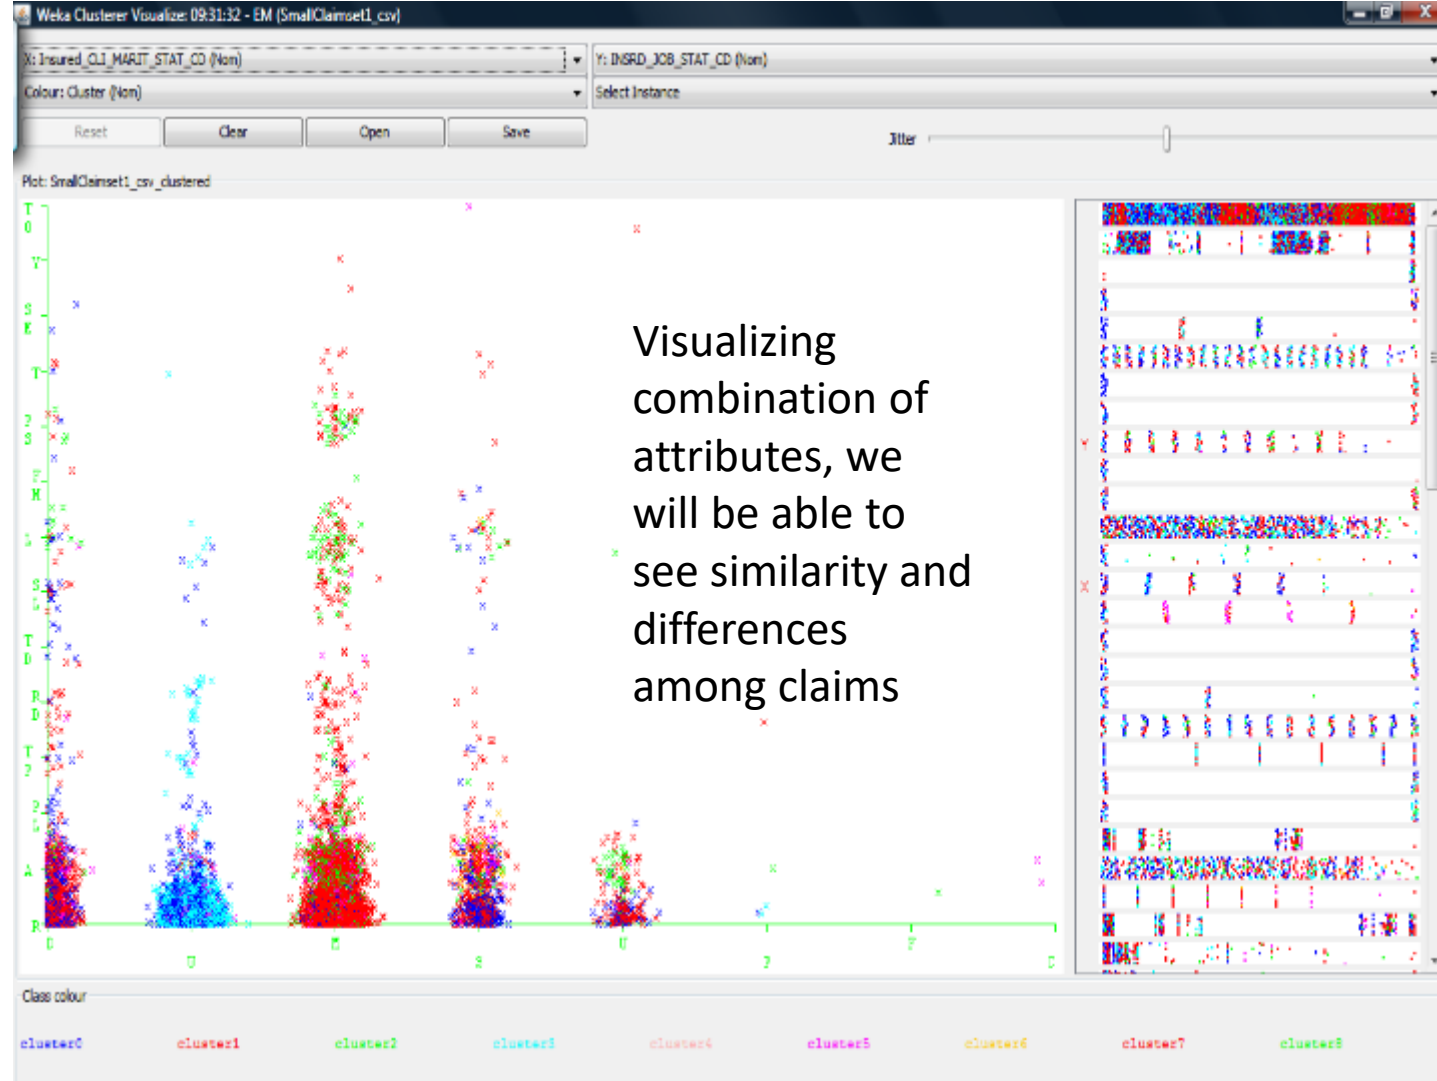 Weka Clusterer Visualize: 09:31:32 - EM (SmallClaimset1_csv)
X: Insured_CLI_MARIT_STAT_CD (Nom)
Y: INSRD_JOB_STAT_CD (Nom)
Colour: Cluster (Nom)
Select Instance
Reset
Clear
Open
Save
Jitter
Plot: SmallClaimset1_csv_clustered
Visualizing
combination of
attributes, we
will be able to
see similarity and
differences
among claims
Y
X
M
U
S
Class colour
cluster0
cluster1
cluster2
cluster3
cluster4
cluster5
cluster6
cluster7
cluster8